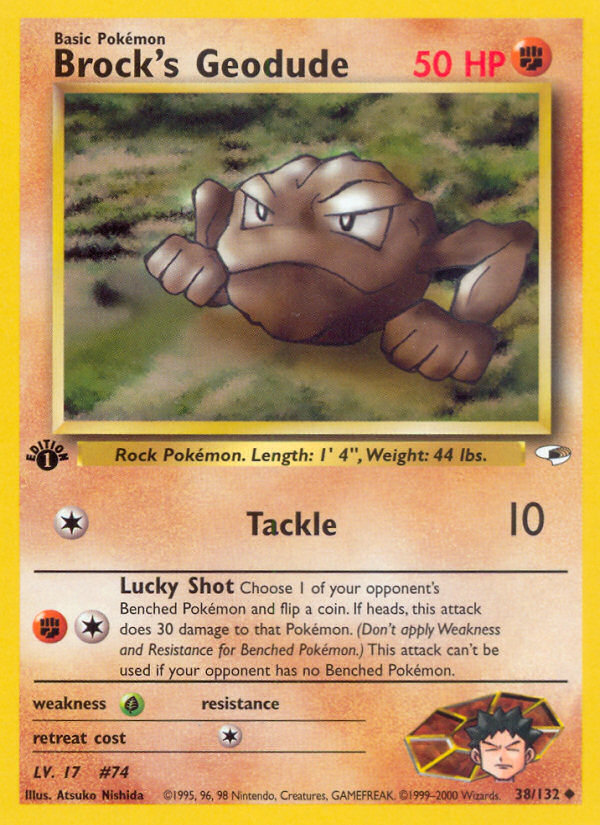 Basic Pokémon
Brock's Geodude 50 HP
EDITION
1
Rock Pokémon. Length: 1' 4", Weight: 44 lbs.
Tackle 10
Lucky Shot Choose 1 of your opponent's
Benched Pokémon and flip a coin. If heads, this attack
does 30 damage to that Pokémon. (Don't apply Weakness
and Resistance for Benched Pokémon.) This attack can't be
used if your opponent has no Benched Pokémon.
weakness resistance
retreat cost
LV. 17 #74
Illus. Atsuko Nishida ©1995, 96, 98 Nintendo, Creatures, GAMEFREAK. ©1999–2000 Wizards. 38/132